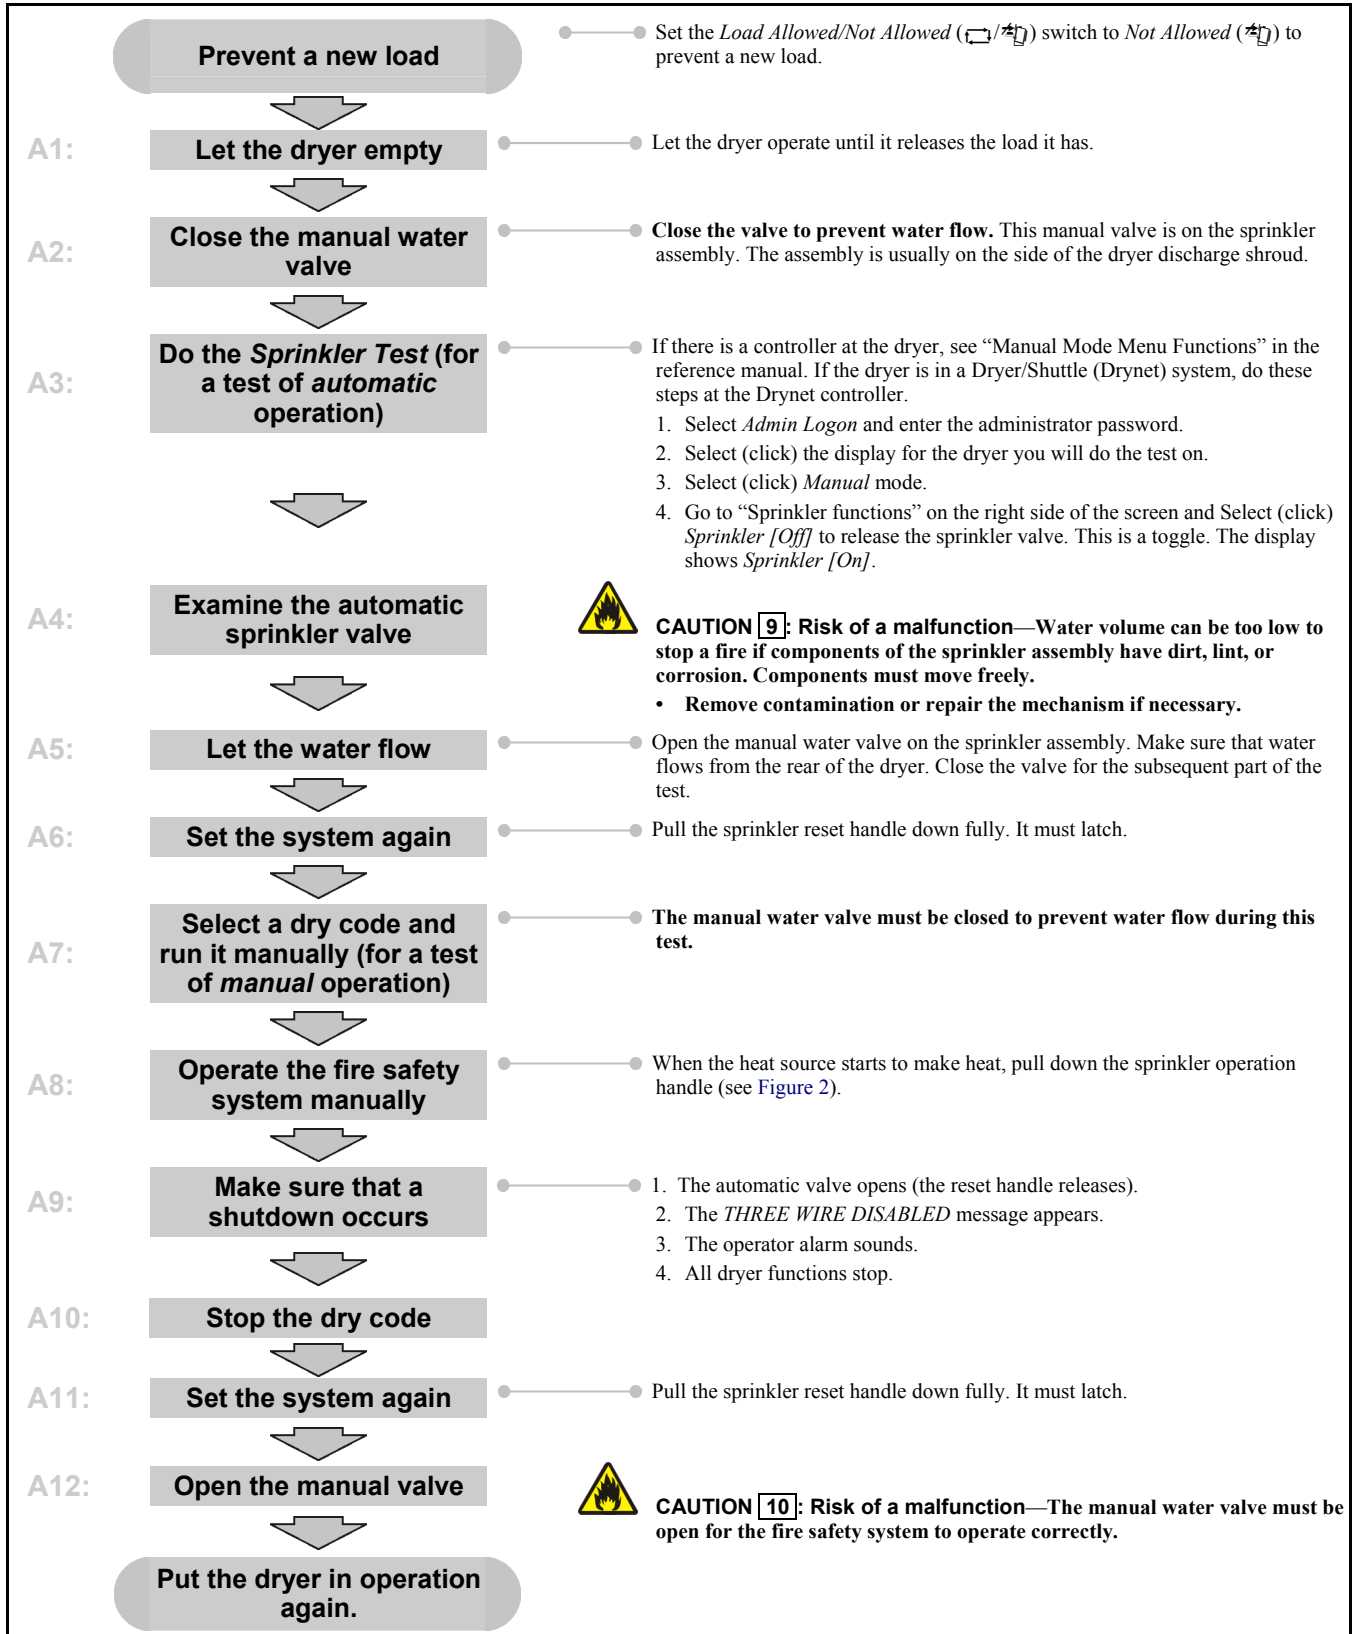 Prevent a new load
Set the Load Allowed/Not Allowed ( / ) switch to Not Allowed ( ) to
prevent a new load.
A1:
Let the dryer empty
Let the dryer operate until it releases the load it has.
A2:
Close the manual water
valve
Close the valve to prevent water flow. This manual valve is on the sprinkler
assembly. The assembly is usually on the side of the dryer discharge shroud.
A3:
Do the Sprinkler Test (for
a test of automatic
operation)
If there is a controller at the dryer, see “Manual Mode Menu Functions” in the
reference manual. If the dryer is in a Dryer/Shuttle (Drynet) system, do these
steps at the Drynet controller.
1. Select Admin Logon and enter the administrator password.
2. Select (click) the display for the dryer you will do the test on.
3. Select (click) Manual mode.
4. Go to “Sprinkler functions” on the right side of the screen and Select (click)
Sprinkler [Off] to release the sprinkler valve. This is a toggle. The display
shows Sprinkler [On].
A4:
Examine the automatic
sprinkler valve
CAUTION 9: Risk of a malfunction—Water volume can be too low to
stop a fire if components of the sprinkler assembly have dirt, lint, or
corrosion. Components must move freely.
• Remove contamination or repair the mechanism if necessary.
A5:
Let the water flow
Open the manual water valve on the sprinkler assembly. Make sure that water
flows from the rear of the dryer. Close the valve for the subsequent part of the
test.
A6:
Set the system again
Pull the sprinkler reset handle down fully. It must latch.
A7:
Select a dry code and
run it manually (for a test
of manual operation)
The manual water valve must be closed to prevent water flow during this
test.
A8:
Operate the fire safety
system manually
When the heat source starts to make heat, pull down the sprinkler operation
handle (see Figure 2).
A9:
Make sure that a
shutdown occurs
1. The automatic valve opens (the reset handle releases).
2. The THREE WIRE DISABLED message appears.
3. The operator alarm sounds.
4. All dryer functions stop.
A10:
Stop the dry code
A11:
Set the system again
Pull the sprinkler reset handle down fully. It must latch.
A12:
Open the manual valve
CAUTION 10: Risk of a malfunction—The manual water valve must be
open for the fire safety system to operate correctly.
Put the dryer in operation
again.